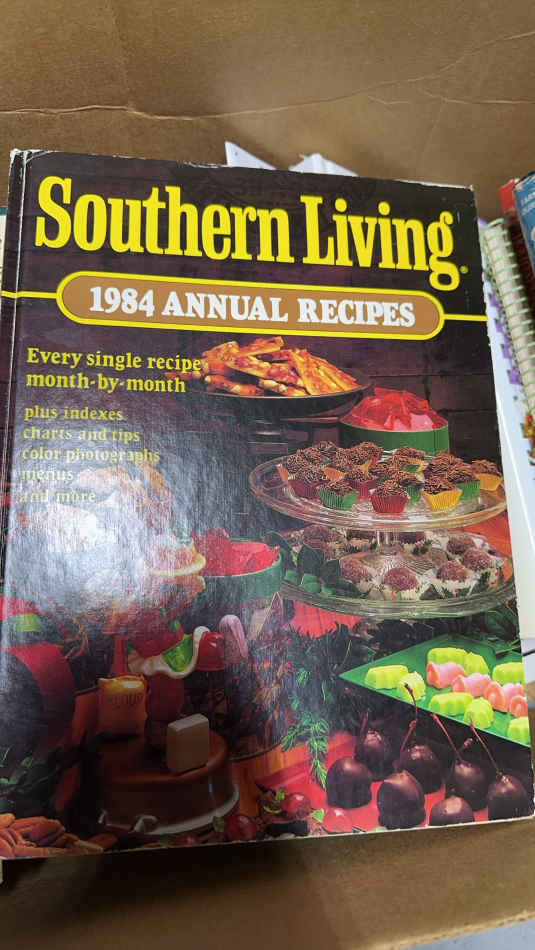 Southern Living®
1984 ANNUAL RECIPES
Every single recipe
month-by-month
plus indexes
charts and tips
color photographs
menus
and more